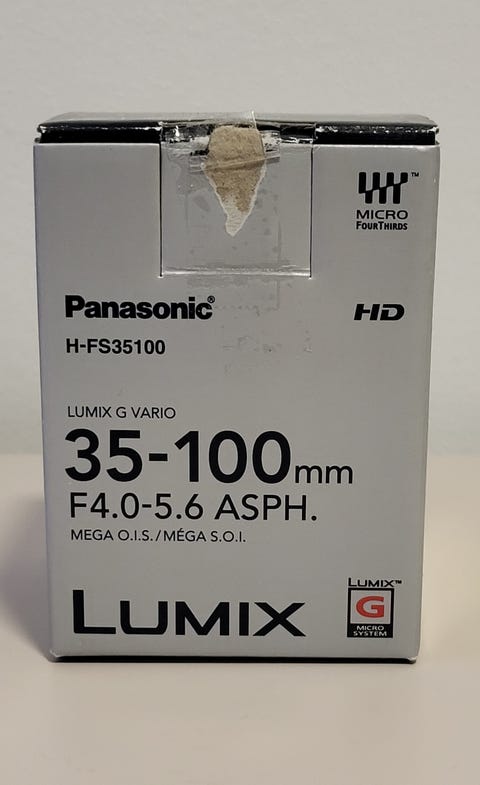 MICRO
FOURTHIRDS
Panasonic®
HD
H-FS35100
LUMIX G VARIO
35-100mm
F4.0-5.6 ASPH.
MEGA O.I.S./MÉGA S.O.I.
LUMIX
LUMIX™
G
MICRO
SYSTEM